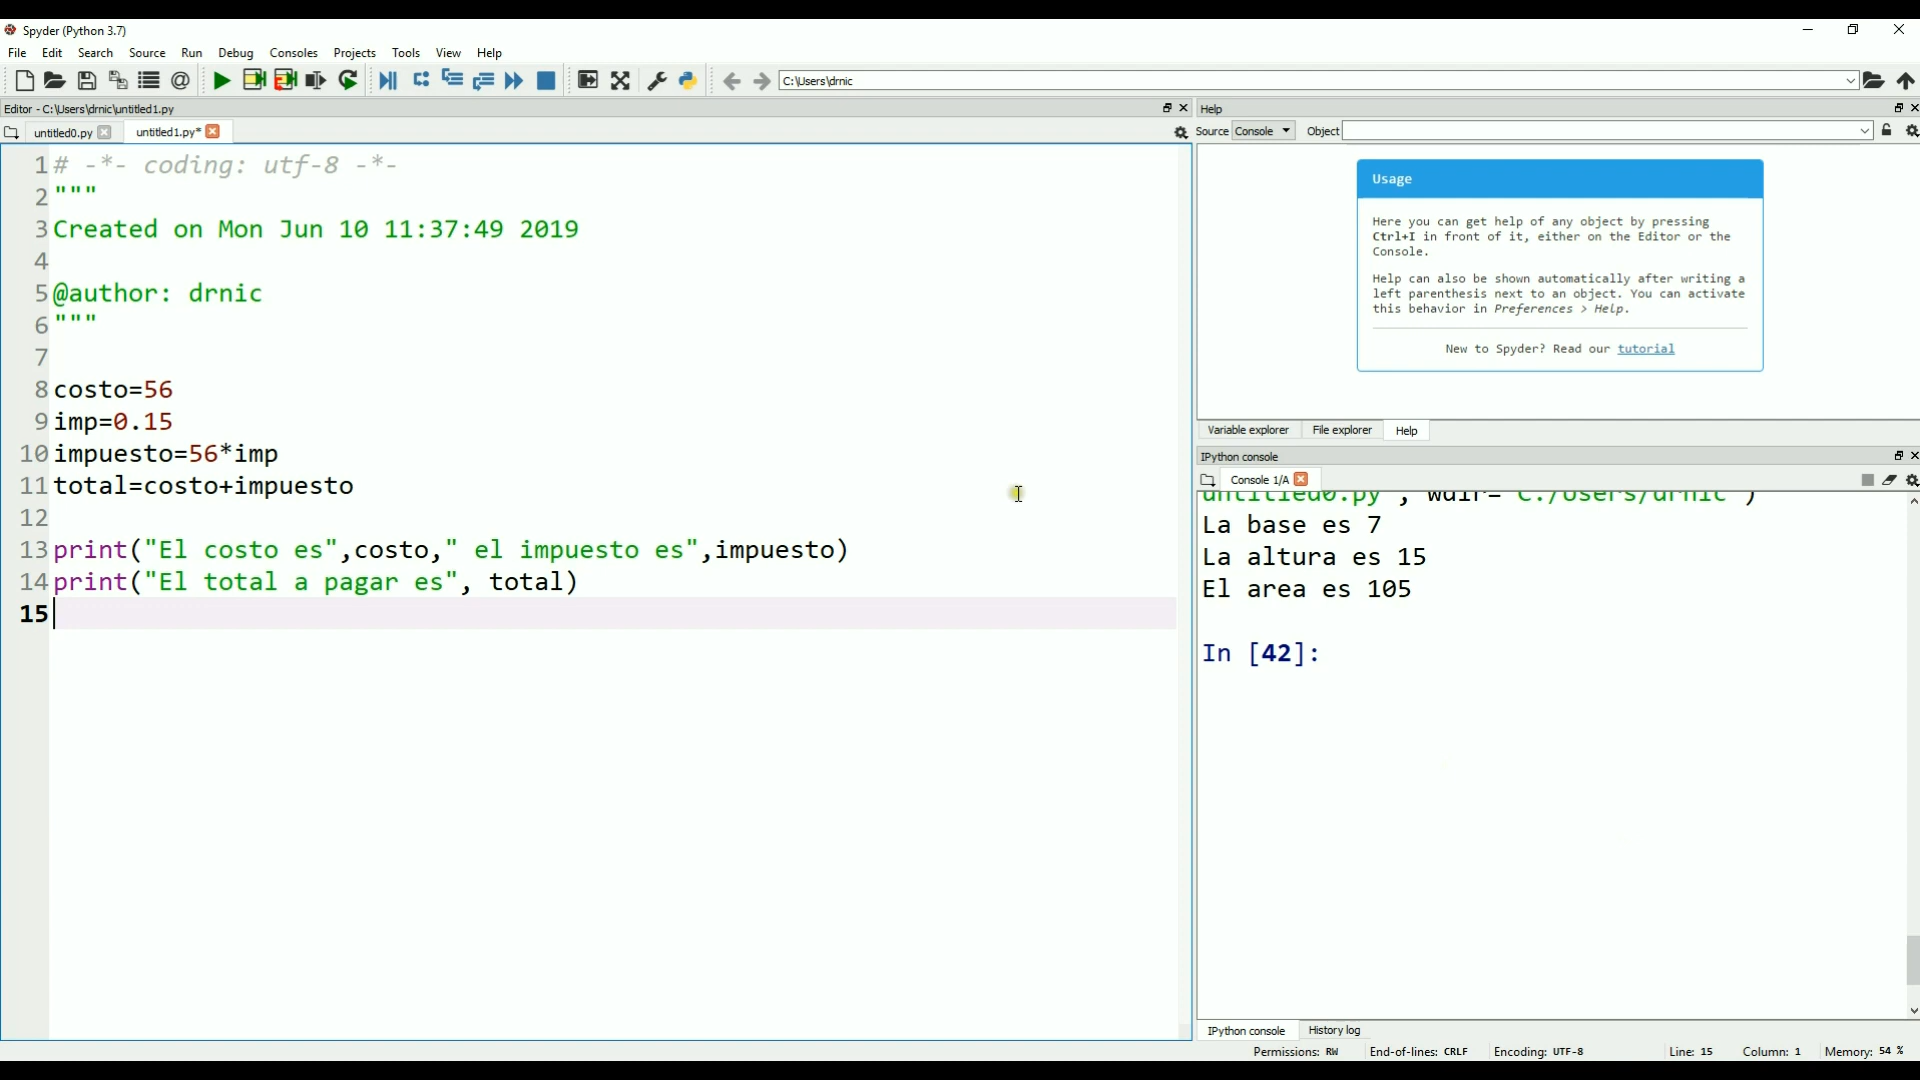 Spyder (Python 3.7)
File Edit Search Source Run Debug Consoles Projects Tools View Help
C:\Users\drnic
Editor - C:\Users\drnic\untitled1.py
untitled0.py untitled1.py*
1 # -*- coding: utf-8 -*-
2 """
3 Created on Mon Jun 10 11:37:49 2019
4
5 @author: drnic
6 """
7
8 costo=56
9 imp=0.15
10 impuesto=56*imp
11 total=costo+impuesto
12
13 print("El costo es",costo," el impuesto es",impuesto)
14 print("El total a pagar es", total)
15
Help
Source Console Object
Usage
Here you can get help of any object by pressing
Ctrl+I in front of it, either on the Editor or the
Console.
Help can also be shown automatically after writing a
left parenthesis next to an object. You can activate
this behavior in Preferences > Help.
New to Spyder? Read our tutorial
Variable explorer File explorer Help
IPython console
Console 1/A
untitled0.py', wdir='C:/Users/drnic')
La base es 7
La altura es 15
El area es 105
In [42]:
IPython console History log
Permissions: RW End-of-lines: CRLF Encoding: UTF-8 Line: 15 Column: 1 Memory: 54 %